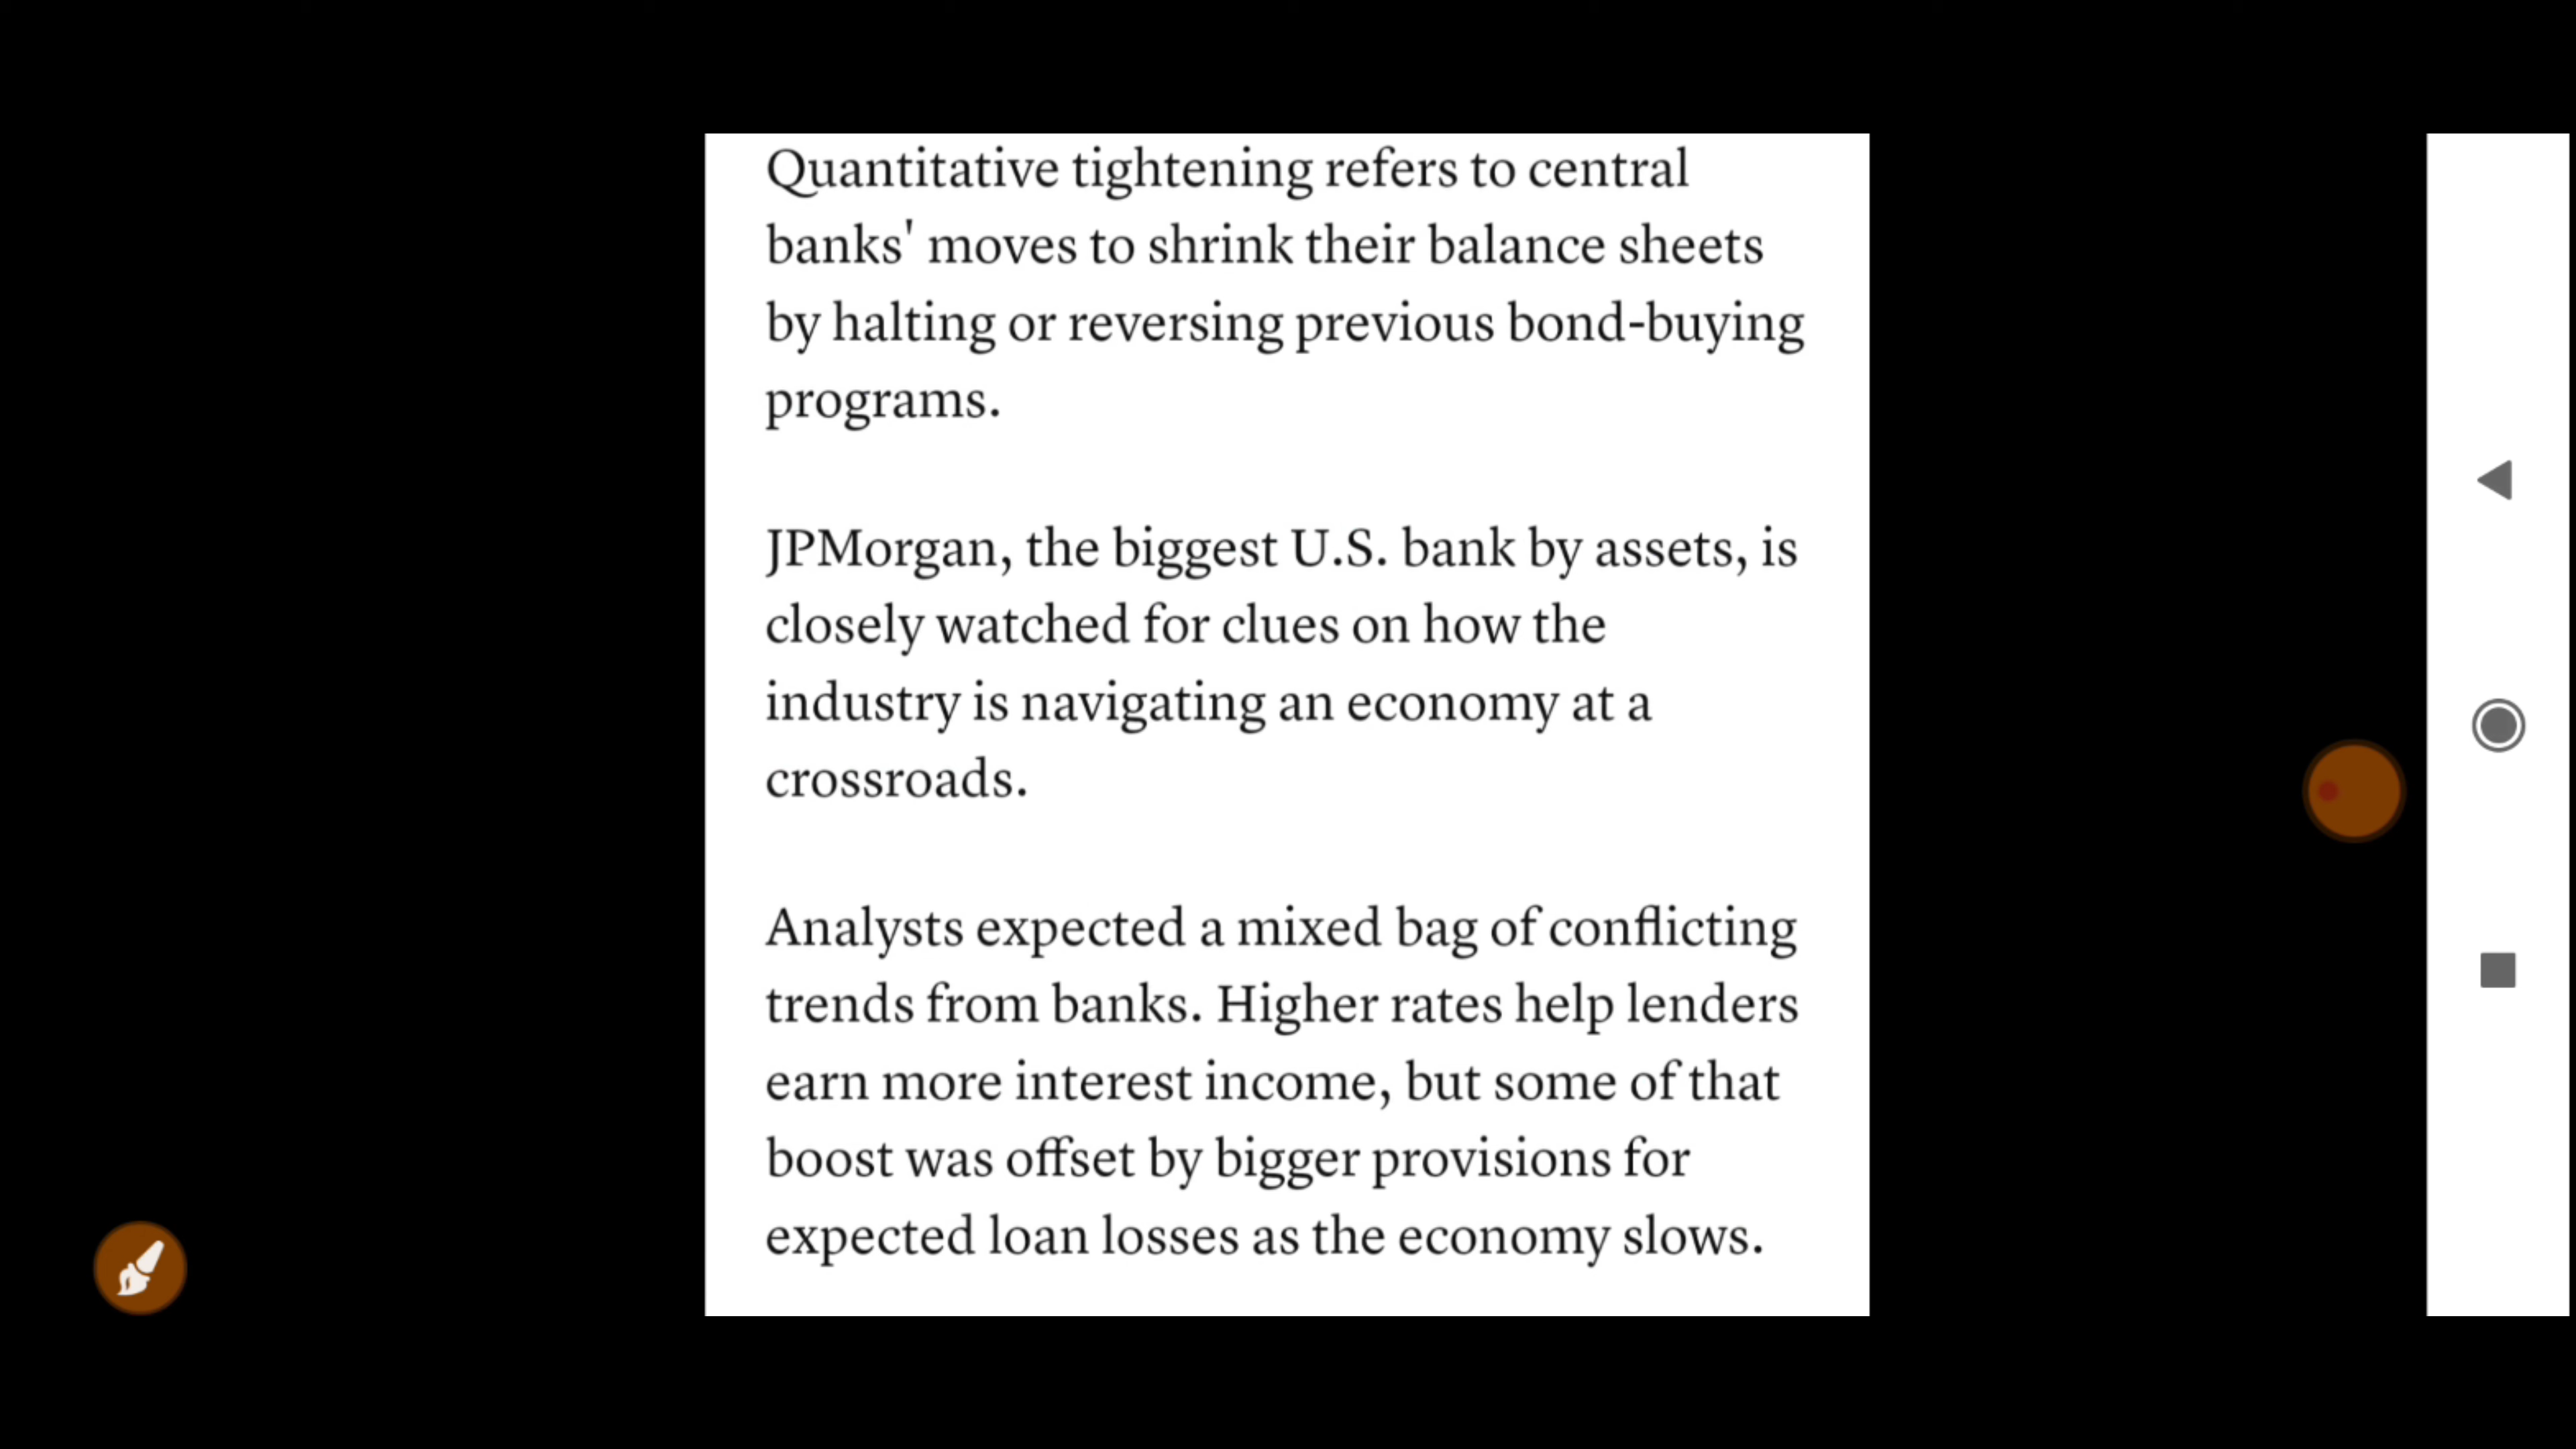 Quantitative tightening refers to central
banks' moves to shrink their balance sheets
by halting or reversing previous bond-buying
programs.
JPMorgan, the biggest U.S. bank by assets, is
closely watched for clues on how the
industry is navigating an economy at a
crossroads.
Analysts expected a mixed bag of conflicting
trends from banks. Higher rates help lenders
earn more interest income, but some of that
boost was offset by bigger provisions for
expected loan losses as the economy slows.